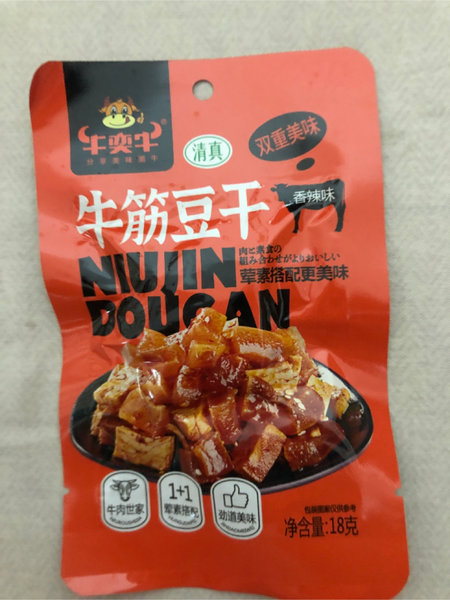 牛奕牛
分享美味第牛
清真
双重美味
香辣味
牛筋豆干
肉と素食の
組み合わせがよりおいしい
NIUJIN
荤素搭配更美味
DOUGAN
牛肉世家
1+1
荤素搭配
劲道美味
包装图案仅供参考
净含量:18克